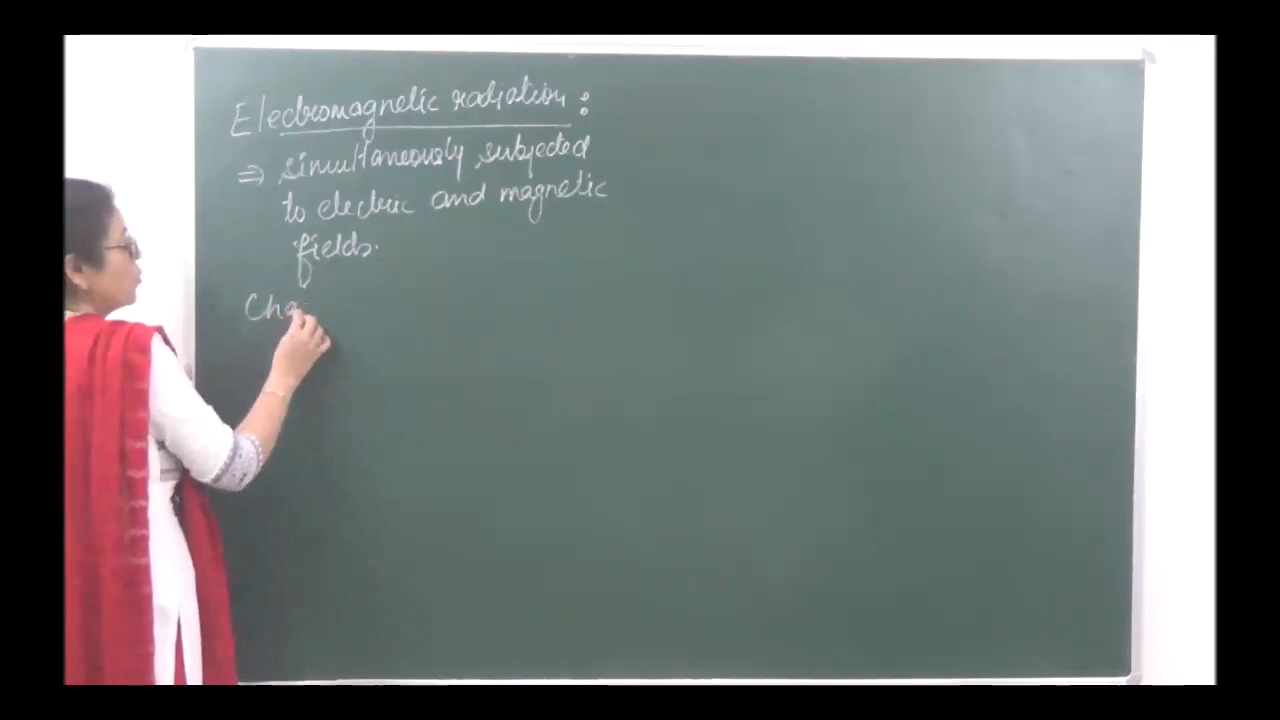 Electromagnetic radiation :
⇒ simultaneously subjected
to electric and magnetic
fields.
Cha